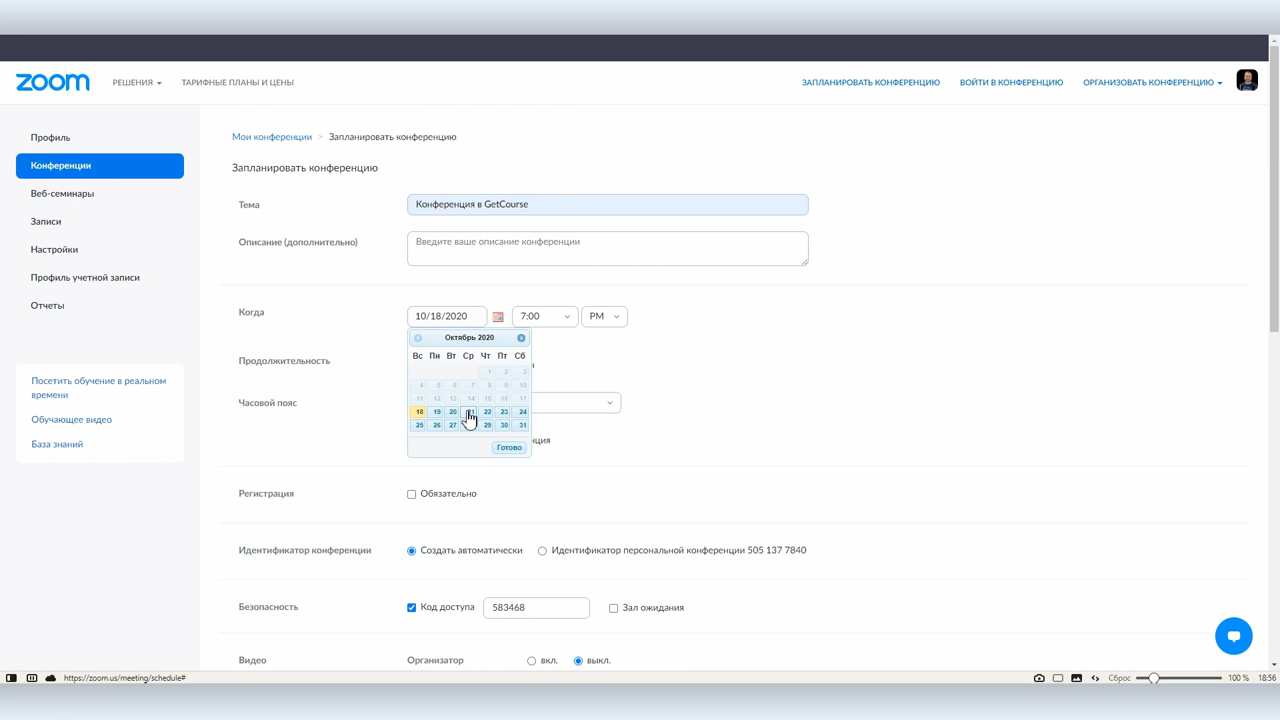 zoom
РЕШЕНИЯ
ТАРИФНЫЕ ПЛАНЫ И ЦЕНЫ
ЗАПЛАНИРОВАТЬ КОНФЕРЕНЦИЮ
ВОЙТИ В КОНФЕРЕНЦИЮ
ОРГАНИЗОВАТЬ КОНФЕРЕНЦИЮ
Профиль
Конференции
Веб-семинары
Записи
Настройки
Профиль учетной записи
Отчеты
Посетить обучение в реальном
времени
Обучающее видео
База знаний
Мои конференции > Запланировать конференцию
Запланировать конференцию
Тема
Конференция в GetCourse
Описание (дополнительно)
Введите ваше описание конференции
Когда
10/18/2020
7:00
PM
Октябрь 2020
Вс Пн Вт Ср Чт Пт Сб
1 2 3
4 5 6 7 8 9 10
11 12 13 14 15 16 17
18 19 20 21 22 23 24
25 26 27 29 30 31
Готово
Продолжительность
Часовой пояс
ция
Регистрация
Обязательно
Идентификатор конференции
Создать автоматически
Идентификатор персональной конференции 505 137 7840
Безопасность
Код доступа
583468
Зал ожидания
Видео
Организатор
вкл.
выкл.
https://zoom.us/meeting/schedule#
Сброс
100 %
18:56